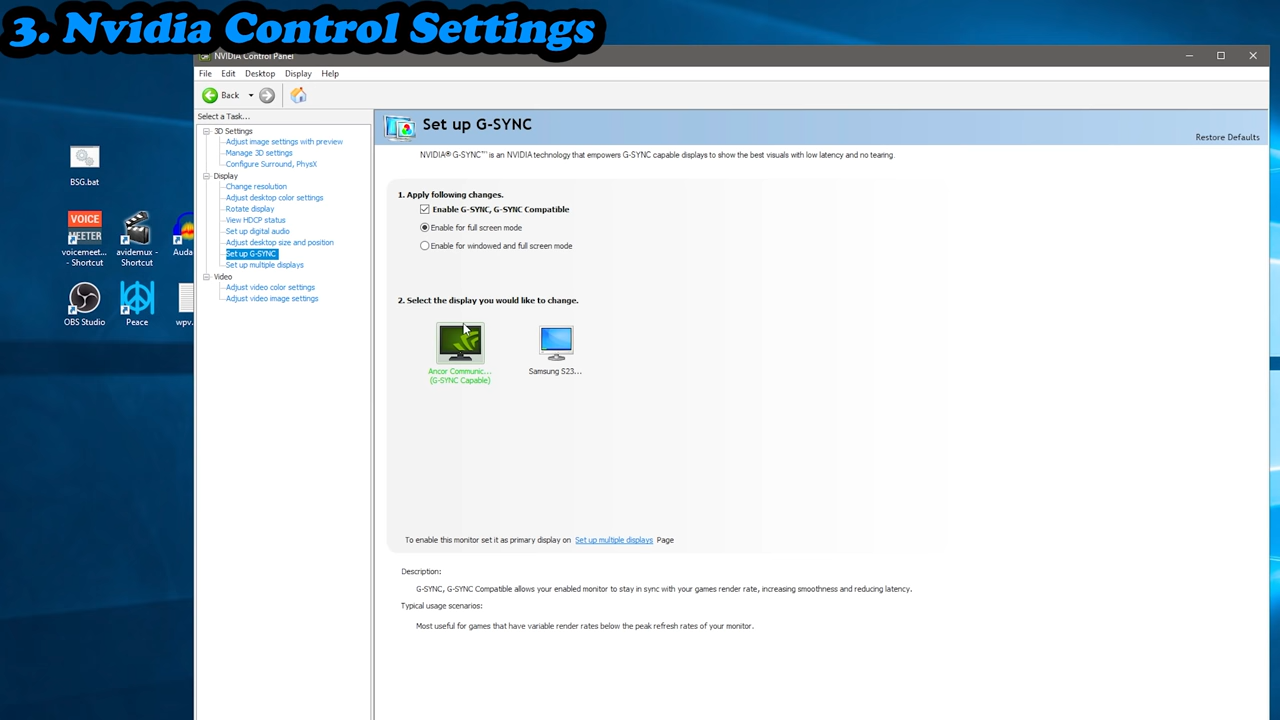 3. Nvidia Control Settings
NVIDIA Control Panel
File Edit Desktop Display Help
Back
Select a Task...
3D Settings
Adjust image settings with preview
Manage 3D settings
Configure Surround, PhysX
Display
Change resolution
Adjust desktop color settings
Rotate display
View HDCP status
Set up digital audio
Adjust desktop size and position
Set up G-SYNC
Set up multiple displays
Video
Adjust video color settings
Adjust video image settings
BSG.bat
VOICE
MEETER
voicemeet...
- Shortcut
avidemux -
Shortcut
Auda
OBS Studio
Peace
wpv.
Set up G-SYNC
Restore Defaults
NVIDIA® G-SYNC™ is an NVIDIA technology that empowers G-SYNC capable displays to show the best visuals with low latency and no tearing.
1. Apply following changes.
Enable G-SYNC, G-SYNC Compatible
Enable for full screen mode
Enable for windowed and full screen mode
2. Select the display you would like to change.
Ancor Communic...
(G-SYNC Capable)
Samsung S23...
To enable this monitor set it as primary display on Set up multiple displays Page
Description:
G-SYNC, G-SYNC Compatible allows your enabled monitor to stay in sync with your games render rate, increasing smoothness and reducing latency.
Typical usage scenarios:
Most useful for games that have variable render rates below the peak refresh rates of your monitor.